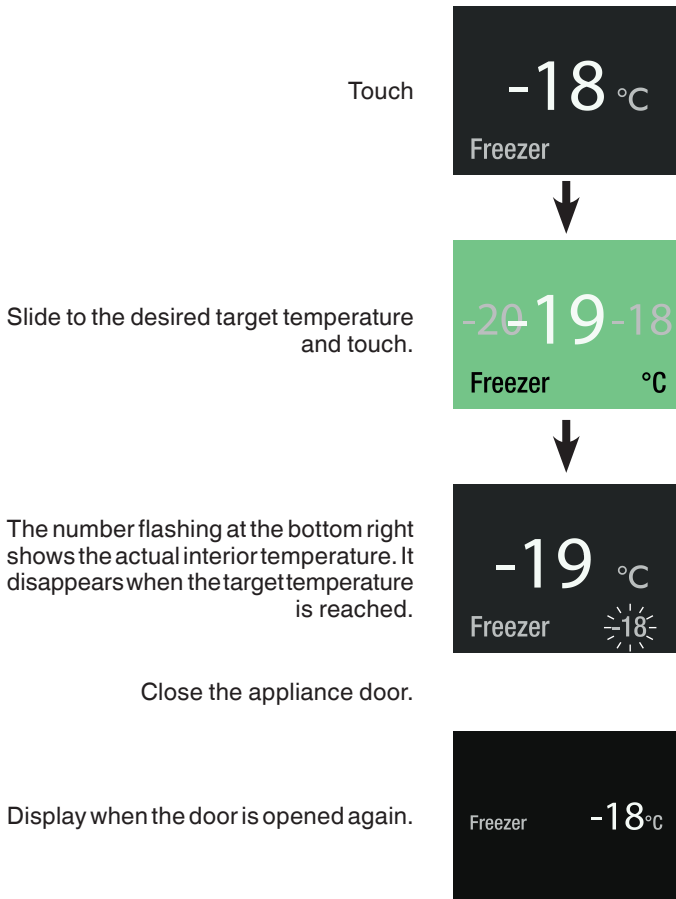 Touch
-18 °C
Freezer
Slide to the desired target temperature
and touch.
-20 -19 -18
Freezer °C
The number flashing at the bottom right
shows the actual interior temperature. It
disappears when the target temperature
is reached.
-19 °C
Freezer -18
Close the appliance door.
Display when the door is opened again.
Freezer -18°C